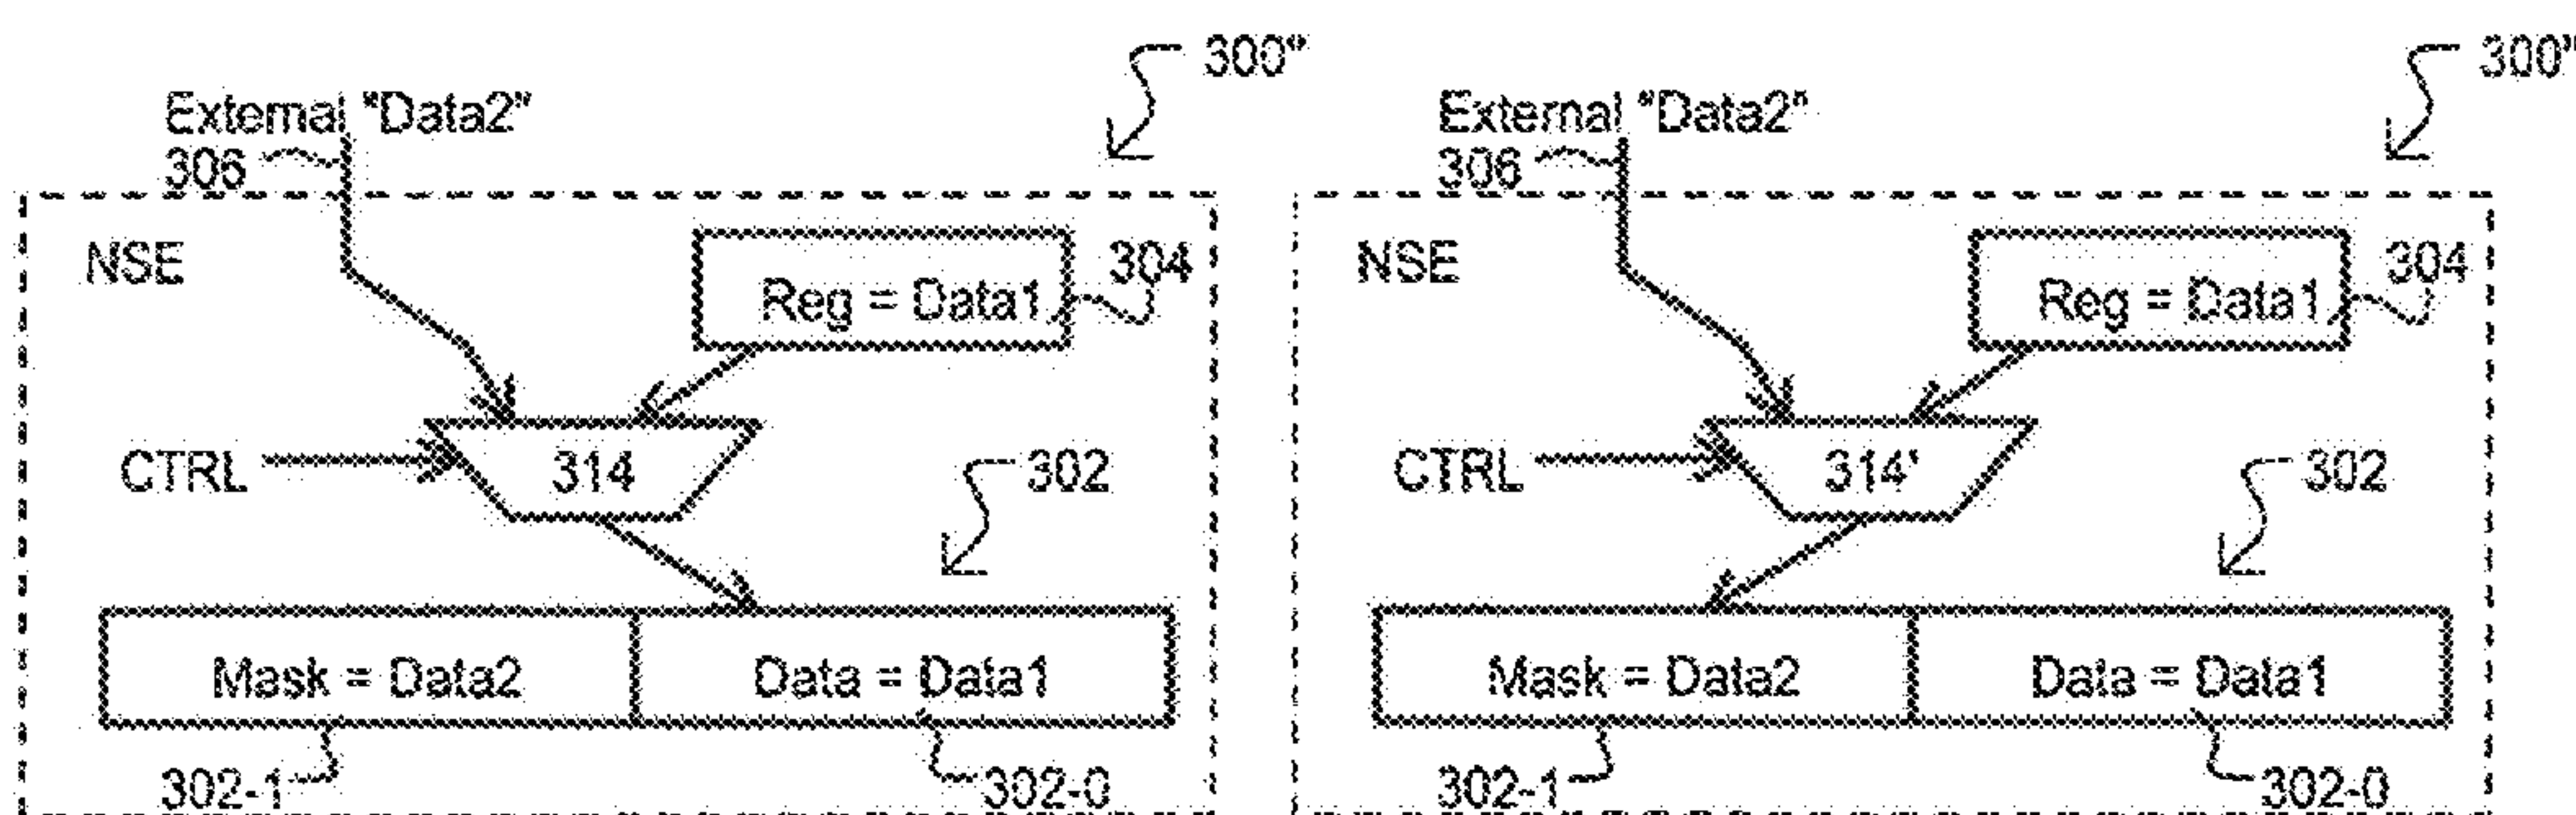 300"
External "Data2"
306
NSE
Reg = Data1
304
CTRL
314
302
Mask = Data2
Data = Data1
302-1
302-0
300"
External "Data2"
306
NSE
Reg = Data1
304
CTRL
314'
302
Mask = Data2
Data = Data1
302-1
302-0